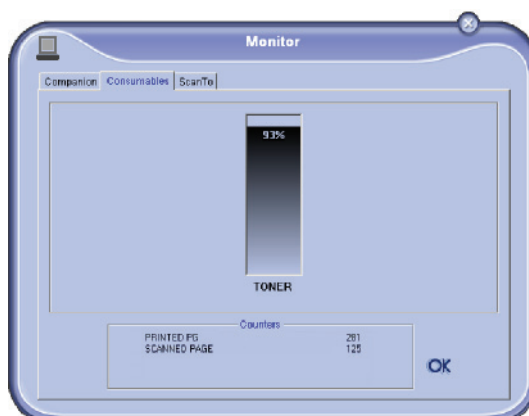 Monitor
Companion Consumables ScanTo
93%
TONER
Counters
PRINTED PG 281
SCANNED PAGE 125
OK